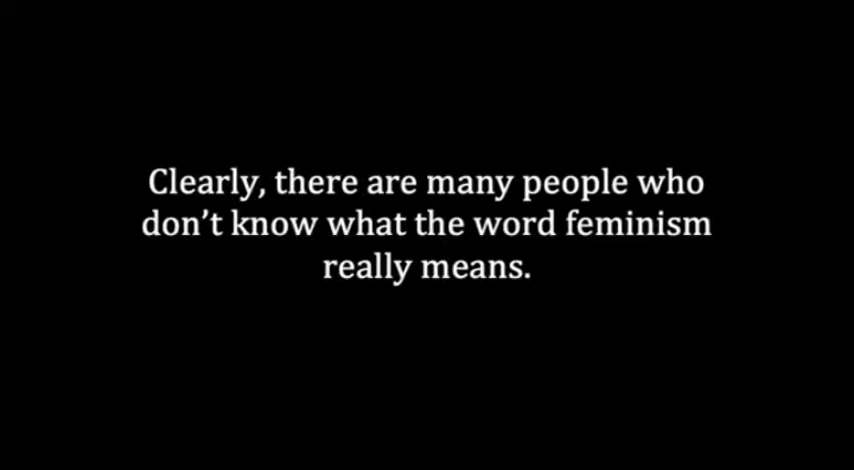 Clearly, there are many people who
don’t know what the word feminism
really means.